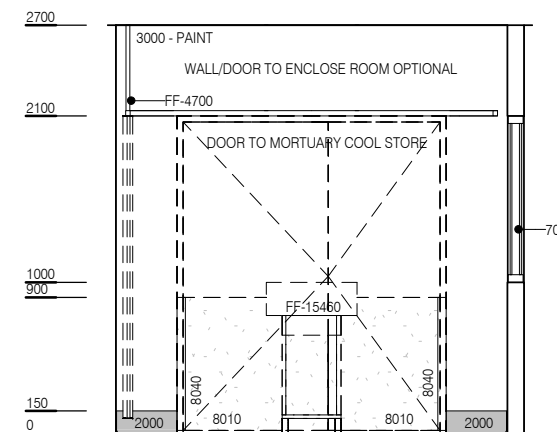 2700
3000 - PAINT
WALL/DOOR TO ENCLOSE ROOM OPTIONAL
FF-4700
2100
DOOR TO MORTUARY COOL STORE
70
1000
900
FF-15460
8040
8040
150
0
2000
8010
8010
2000